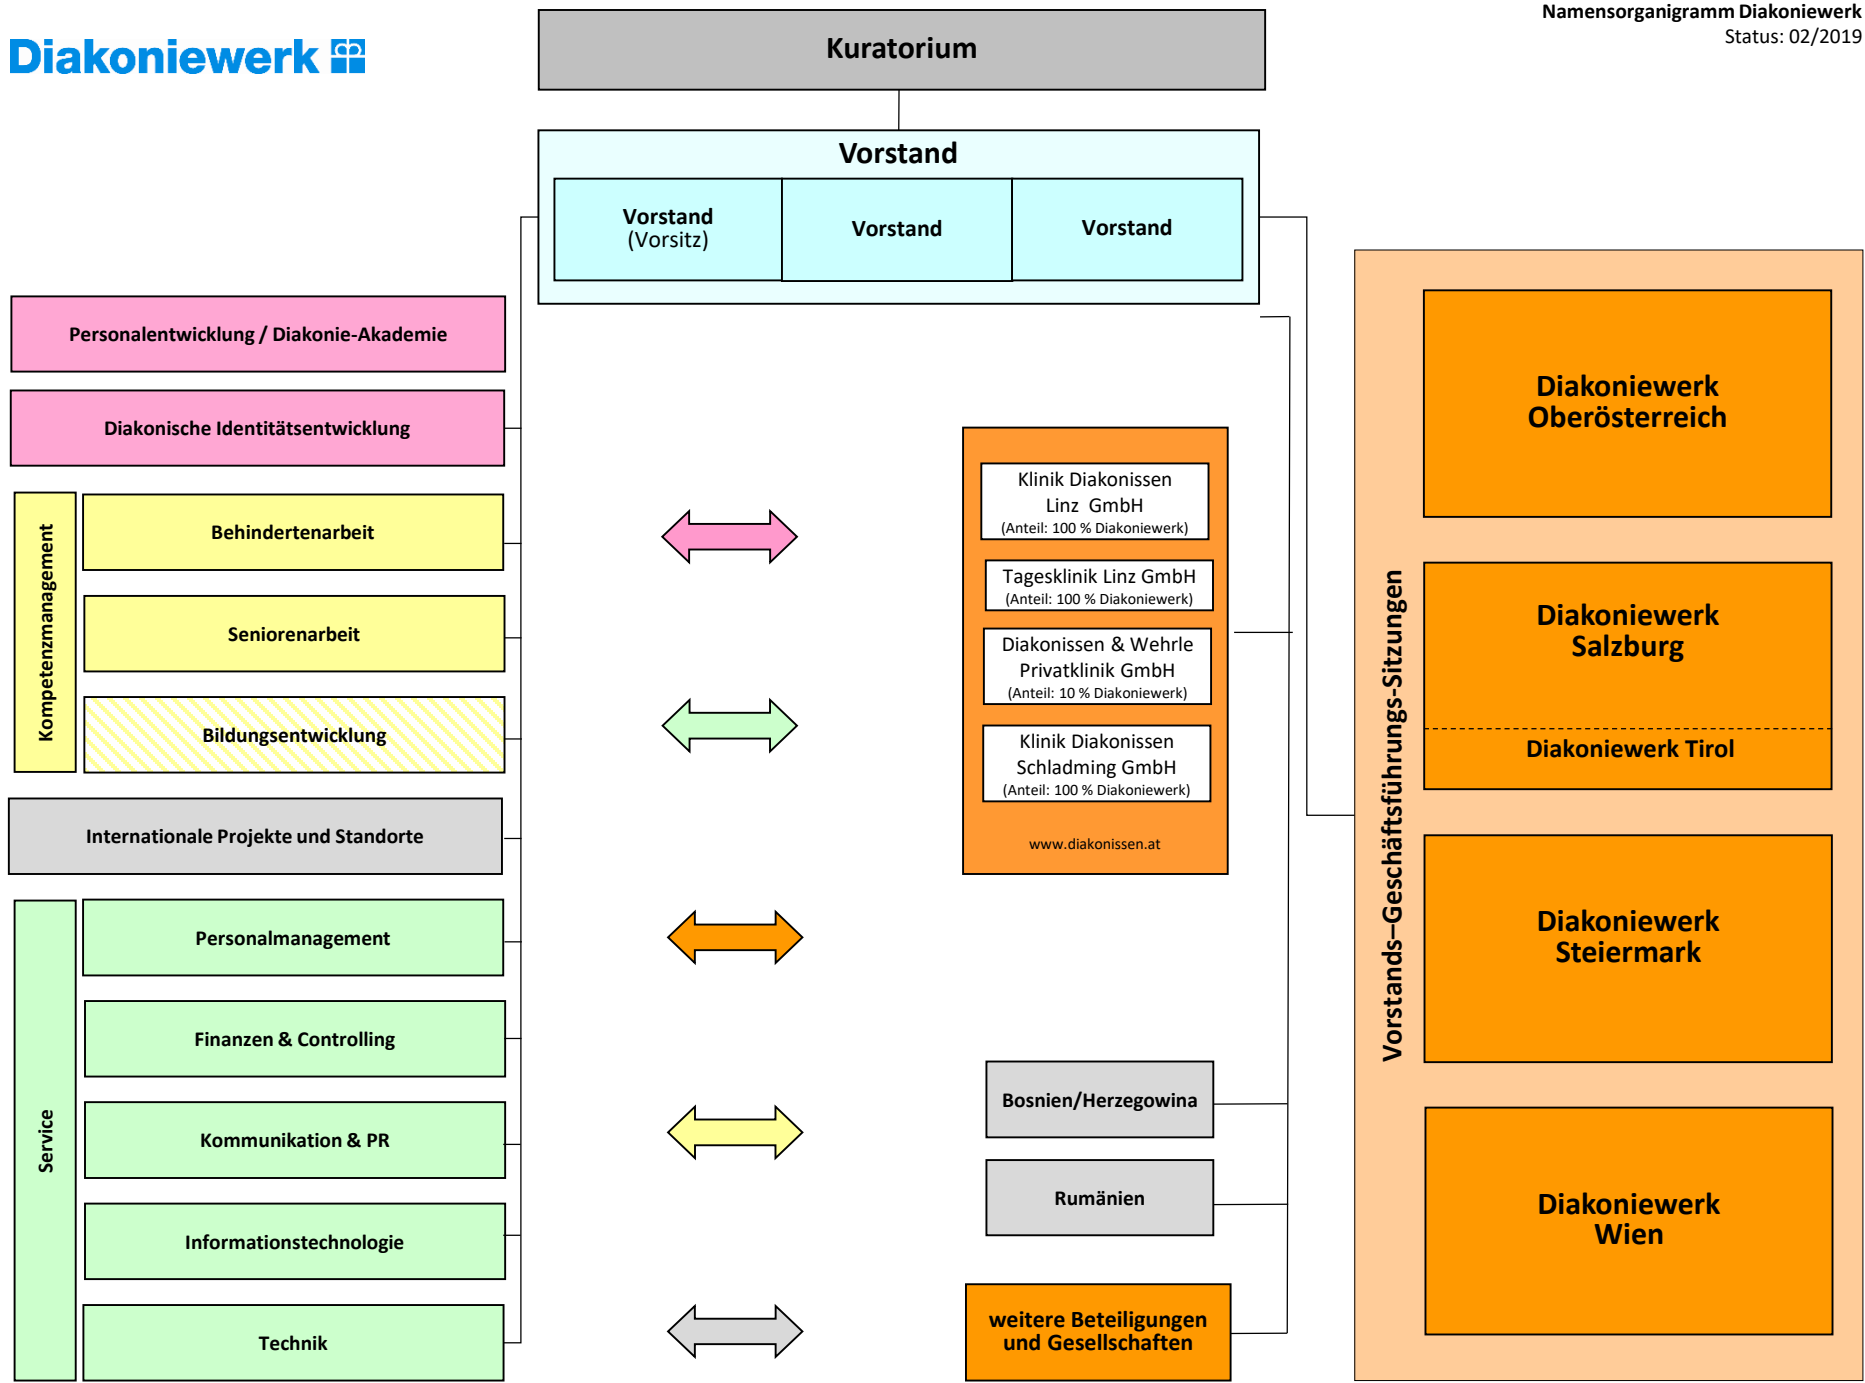 Namensorganigramm Diakoniewerk
Status: 02/2019
Diakoniewerk
Kuratorium
Vorstand
Vorstand
(Vorsitz)
Vorstand
Vorstand
Personalentwicklung / Diakonie-Akademie
Diakonische Identitätsentwicklung
Kompetenzmanagement
Behindertenarbeit
Seniorenarbeit
Bildungsentwicklung
Internationale Projekte und Standorte
Service
Personalmanagement
Finanzen & Controlling
Kommunikation & PR
Informationstechnologie
Technik
Klinik Diakonissen
Linz GmbH
(Anteil: 100 % Diakoniewerk)
Tagesklinik Linz GmbH
(Anteil: 100 % Diakoniewerk)
Diakonissen & Wehrle
Privatklinik GmbH
(Anteil: 10 % Diakoniewerk)
Klinik Diakonissen
Schladming GmbH
(Anteil: 100 % Diakoniewerk)
www.diakonissen.at
Bosnien/Herzegowina
Rumänien
weitere Beteiligungen
und Gesellschaften
Vorstands–Geschäftsführungs-Sitzungen
Diakoniewerk
Oberösterreich
Diakoniewerk
Salzburg
Diakoniewerk Tirol
Diakoniewerk
Steiermark
Diakoniewerk
Wien